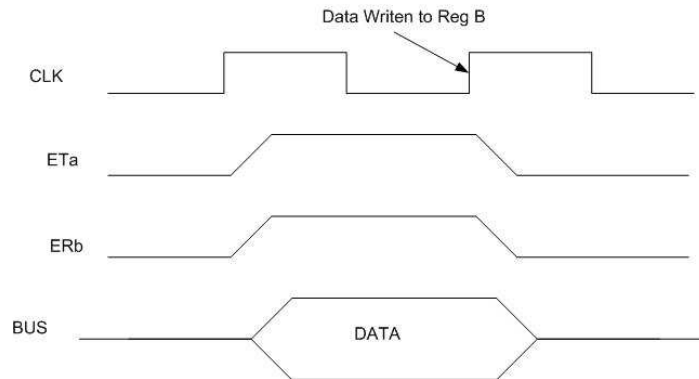 Data Writen to Reg B
CLK
ETa
ERb
BUS
DATA